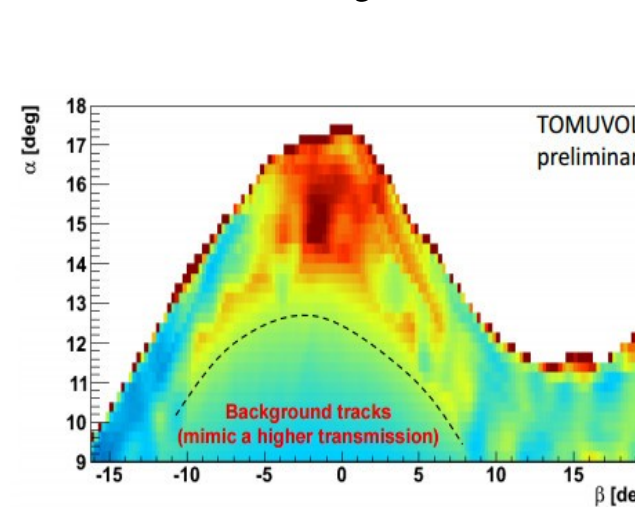 α [deg]
18
17
16
15
14
13
12
11
10
9
TOMUVOL
preliminar
Background tracks
(mimic a higher transmission)
-15 -10 -5 0 5 10 15
β [de